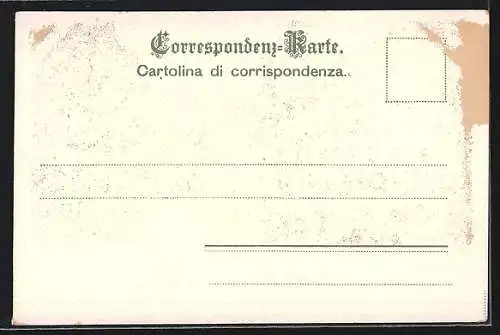 Correspondenz-Karte.
Cartolina di corrispondenza.